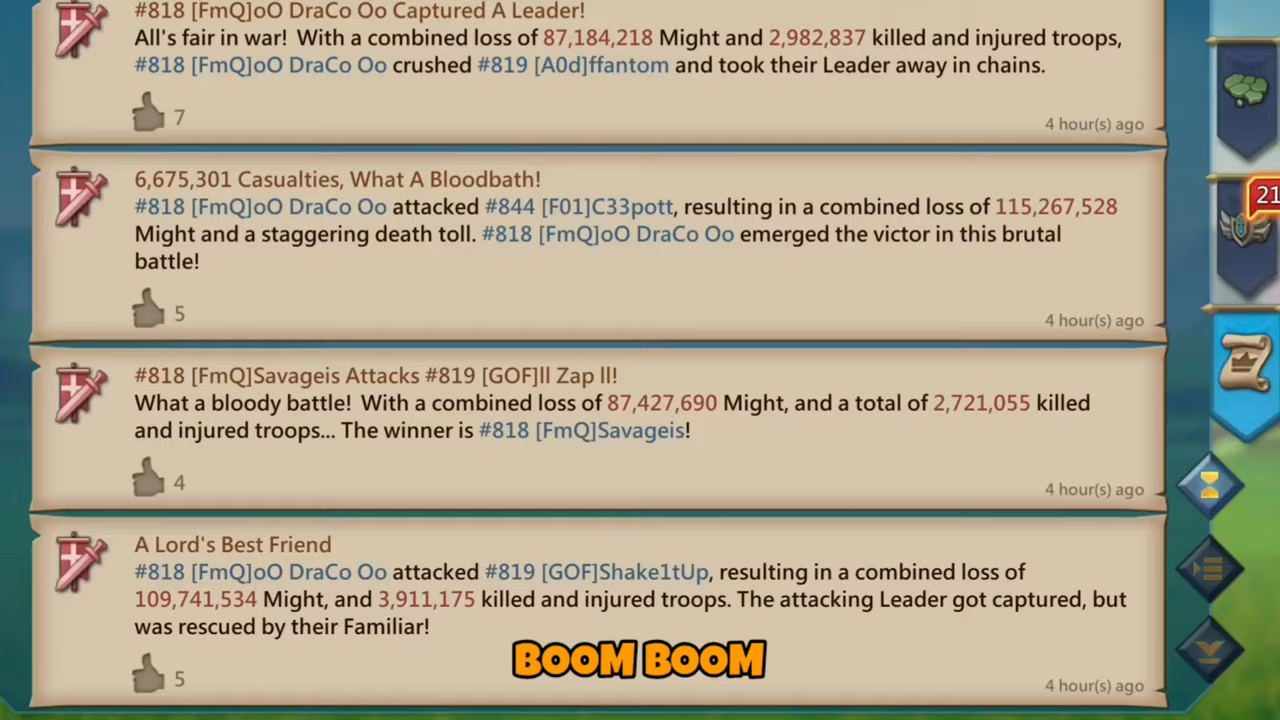 #818 [FmQ]oO DraCo Oo Captured A Leader!
All's fair in war! With a combined loss of 87,184,218 Might and 2,982,837 killed and injured troops,
#818 [FmQ]oO DraCo Oo crushed #819 [A0d]ffantom and took their Leader away in chains.
7
4 hour(s) ago
6,675,301 Casualties, What A Bloodbath!
#818 [FmQ]oO DraCo Oo attacked #844 [F01]C33pott, resulting in a combined loss of 115,267,528
Might and a staggering death toll. #818 [FmQ]oO DraCo Oo emerged the victor in this brutal
battle!
5
4 hour(s) ago
#818 [FmQ]Savageis Attacks #819 [GOF]ll Zap ll!
What a bloody battle! With a combined loss of 87,427,690 Might, and a total of 2,721,055 killed
and injured troops... The winner is #818 [FmQ]Savageis!
4
4 hour(s) ago
A Lord's Best Friend
#818 [FmQ]oO DraCo Oo attacked #819 [GOF]Shake1tUp, resulting in a combined loss of
109,741,534 Might, and 3,911,175 killed and injured troops. The attacking Leader got captured, but
was rescued by their Familiar!
5
4 hour(s) ago
BOOM BOOM
21